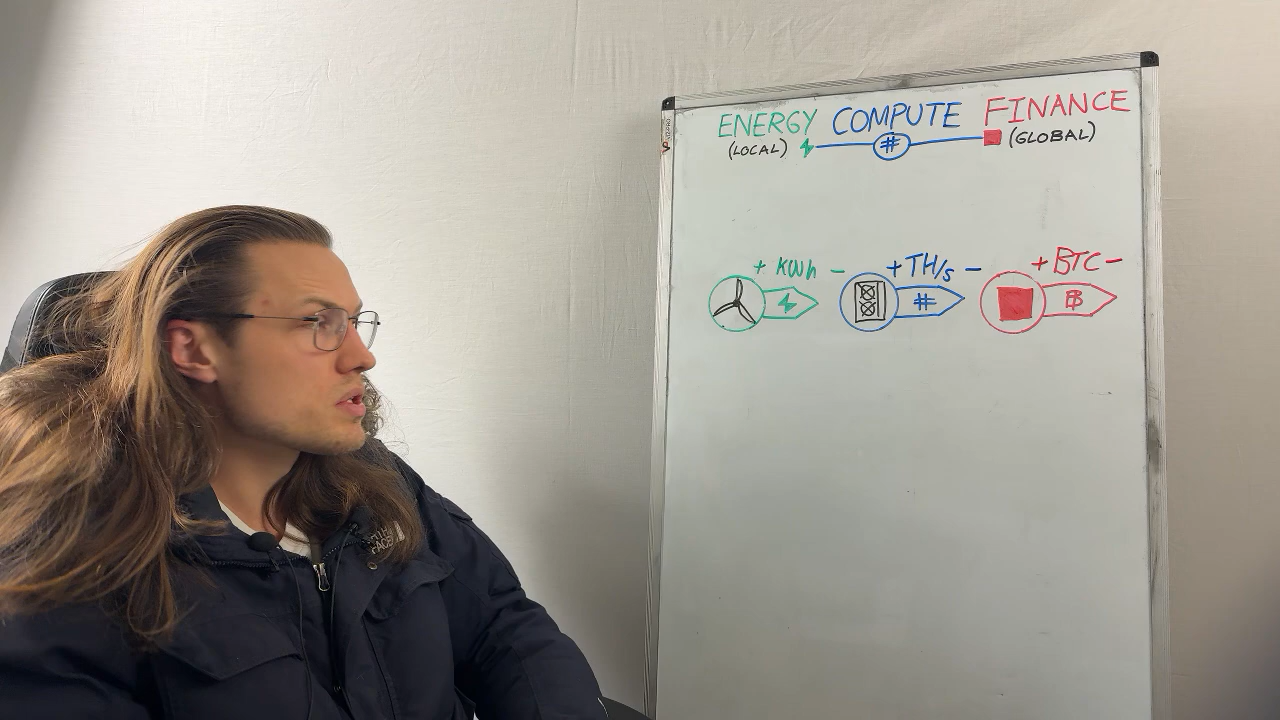 ENERGY COMPUTE FINANCE
(LOCAL) # (GLOBAL)
+ KWh - + TH/s - + BTC -
# ₿